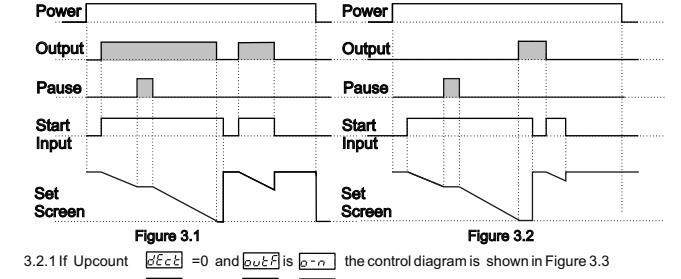 Power
Output
Pause
Start
Input
Set
Screen
Figure 3.1
Power
Output
Pause
Start
Input
Set
Screen
Figure 3.2
3.2.1 If Upcount dEct =0 and outF is o-n the control diagram is shown in Figure 3.3